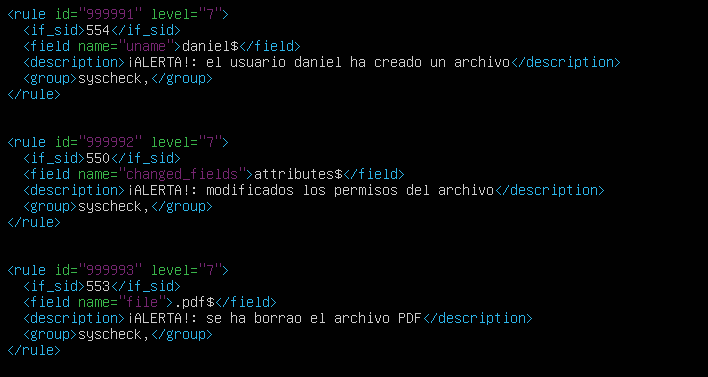 <rule id="999991" level="7">
<if_sid>554</if_sid>
<field name="uname">daniel$</field>
<description>¡ALERTA!: el usuario daniel ha creado un archivo</description>
<group>syscheck,</group>
</rule>
<rule id="999992" level="7">
<if_sid>550</if_sid>
<field name="changed_fields">attributes$</field>
<description>¡ALERTA!: modificados los permisos del archivo</description>
<group>syscheck,</group>
</rule>
<rule id="999993" level="7">
<if_sid>553</if_sid>
<field name="file">.pdf$</field>
<description>¡ALERTA!: se ha borrao el archivo PDF</description>
<group>syscheck,</group>
</rule>